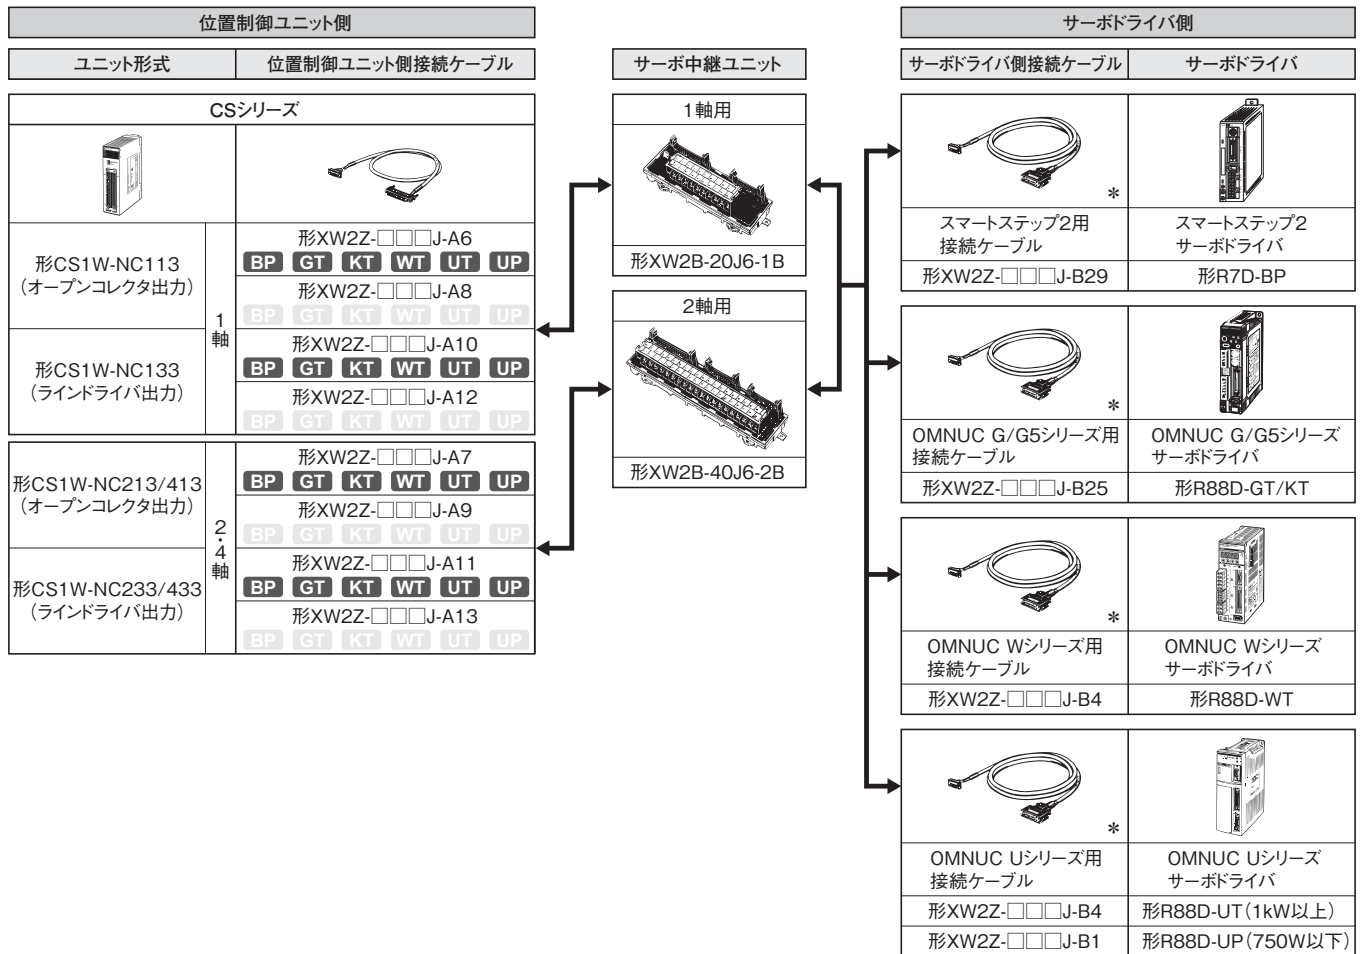 位置制御ユニット側
ユニット形式
位置制御ユニット側接続ケーブル
CSシリーズ
形CS1W-NC113
(オープンコレクタ出力)
形CS1W-NC133
(ラインドライバ出力)
1軸
形XW2Z-□□□J-A6
BP GT KT WT UT UP
形XW2Z-□□□J-A8
BP GT KT WT UT UP
形XW2Z-□□□J-A10
BP GT KT WT UT UP
形XW2Z-□□□J-A12
BP GT KT WT UT UP
形CS1W-NC213/413
(オープンコレクタ出力)
形CS1W-NC233/433
(ラインドライバ出力)
2・4軸
形XW2Z-□□□J-A7
BP GT KT WT UT UP
形XW2Z-□□□J-A9
BP GT KT WT UT UP
形XW2Z-□□□J-A11
BP GT KT WT UT UP
形XW2Z-□□□J-A13
BP GT KT WT UT UP
サーボ中継ユニット
1軸用
形XW2B-20J6-1B
2軸用
形XW2B-40J6-2B
サーボドライバ側
サーボドライバ側接続ケーブル
サーボドライバ
*
スマートステップ2用
接続ケーブル
スマートステップ2
サーボドライバ
形XW2Z-□□□J-B29
形R7D-BP
*
OMNUC G/G5シリーズ用
接続ケーブル
OMNUC G/G5シリーズ
サーボドライバ
形XW2Z-□□□J-B25
形R88D-GT/KT
*
OMNUC Wシリーズ用
接続ケーブル
OMNUC Wシリーズ
サーボドライバ
形XW2Z-□□□J-B4
形R88D-WT
*
OMNUC Uシリーズ用
接続ケーブル
OMNUC Uシリーズ
サーボドライバ
形XW2Z-□□□J-B4
形R88D-UT(1kW以上)
形XW2Z-□□□J-B1
形R88D-UP(750W以下)